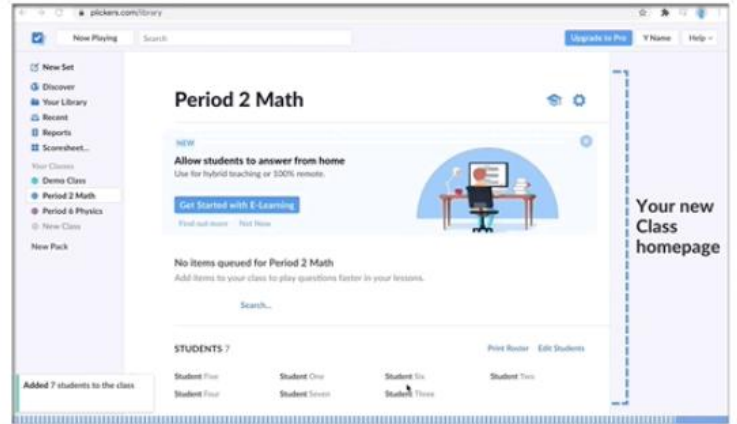 plickers.com/library
Now Playing
Search
Upgrade to Pro
Y Name
Help
New Set
Discover
Your Library
Recent
Reports
Scoresheet...
Your Classes
Demo Class
Period 2 Math
Period 6 Physics
New Class
New Pack
Period 2 Math
NEW
Allow students to answer from home
Use for hybrid teaching or 100% remote.
Get Started with E-Learning
Find out more
Not Now
No items queued for Period 2 Math
Add items to your class to play questions faster in your lessons.
Search...
STUDENTS 7
Print Roster
Edit Students
Student Five
Student One
Student Six
Student Two
Student Four
Student Seven
Student Three
Added 7 students to the class
Your new
Class
homepage